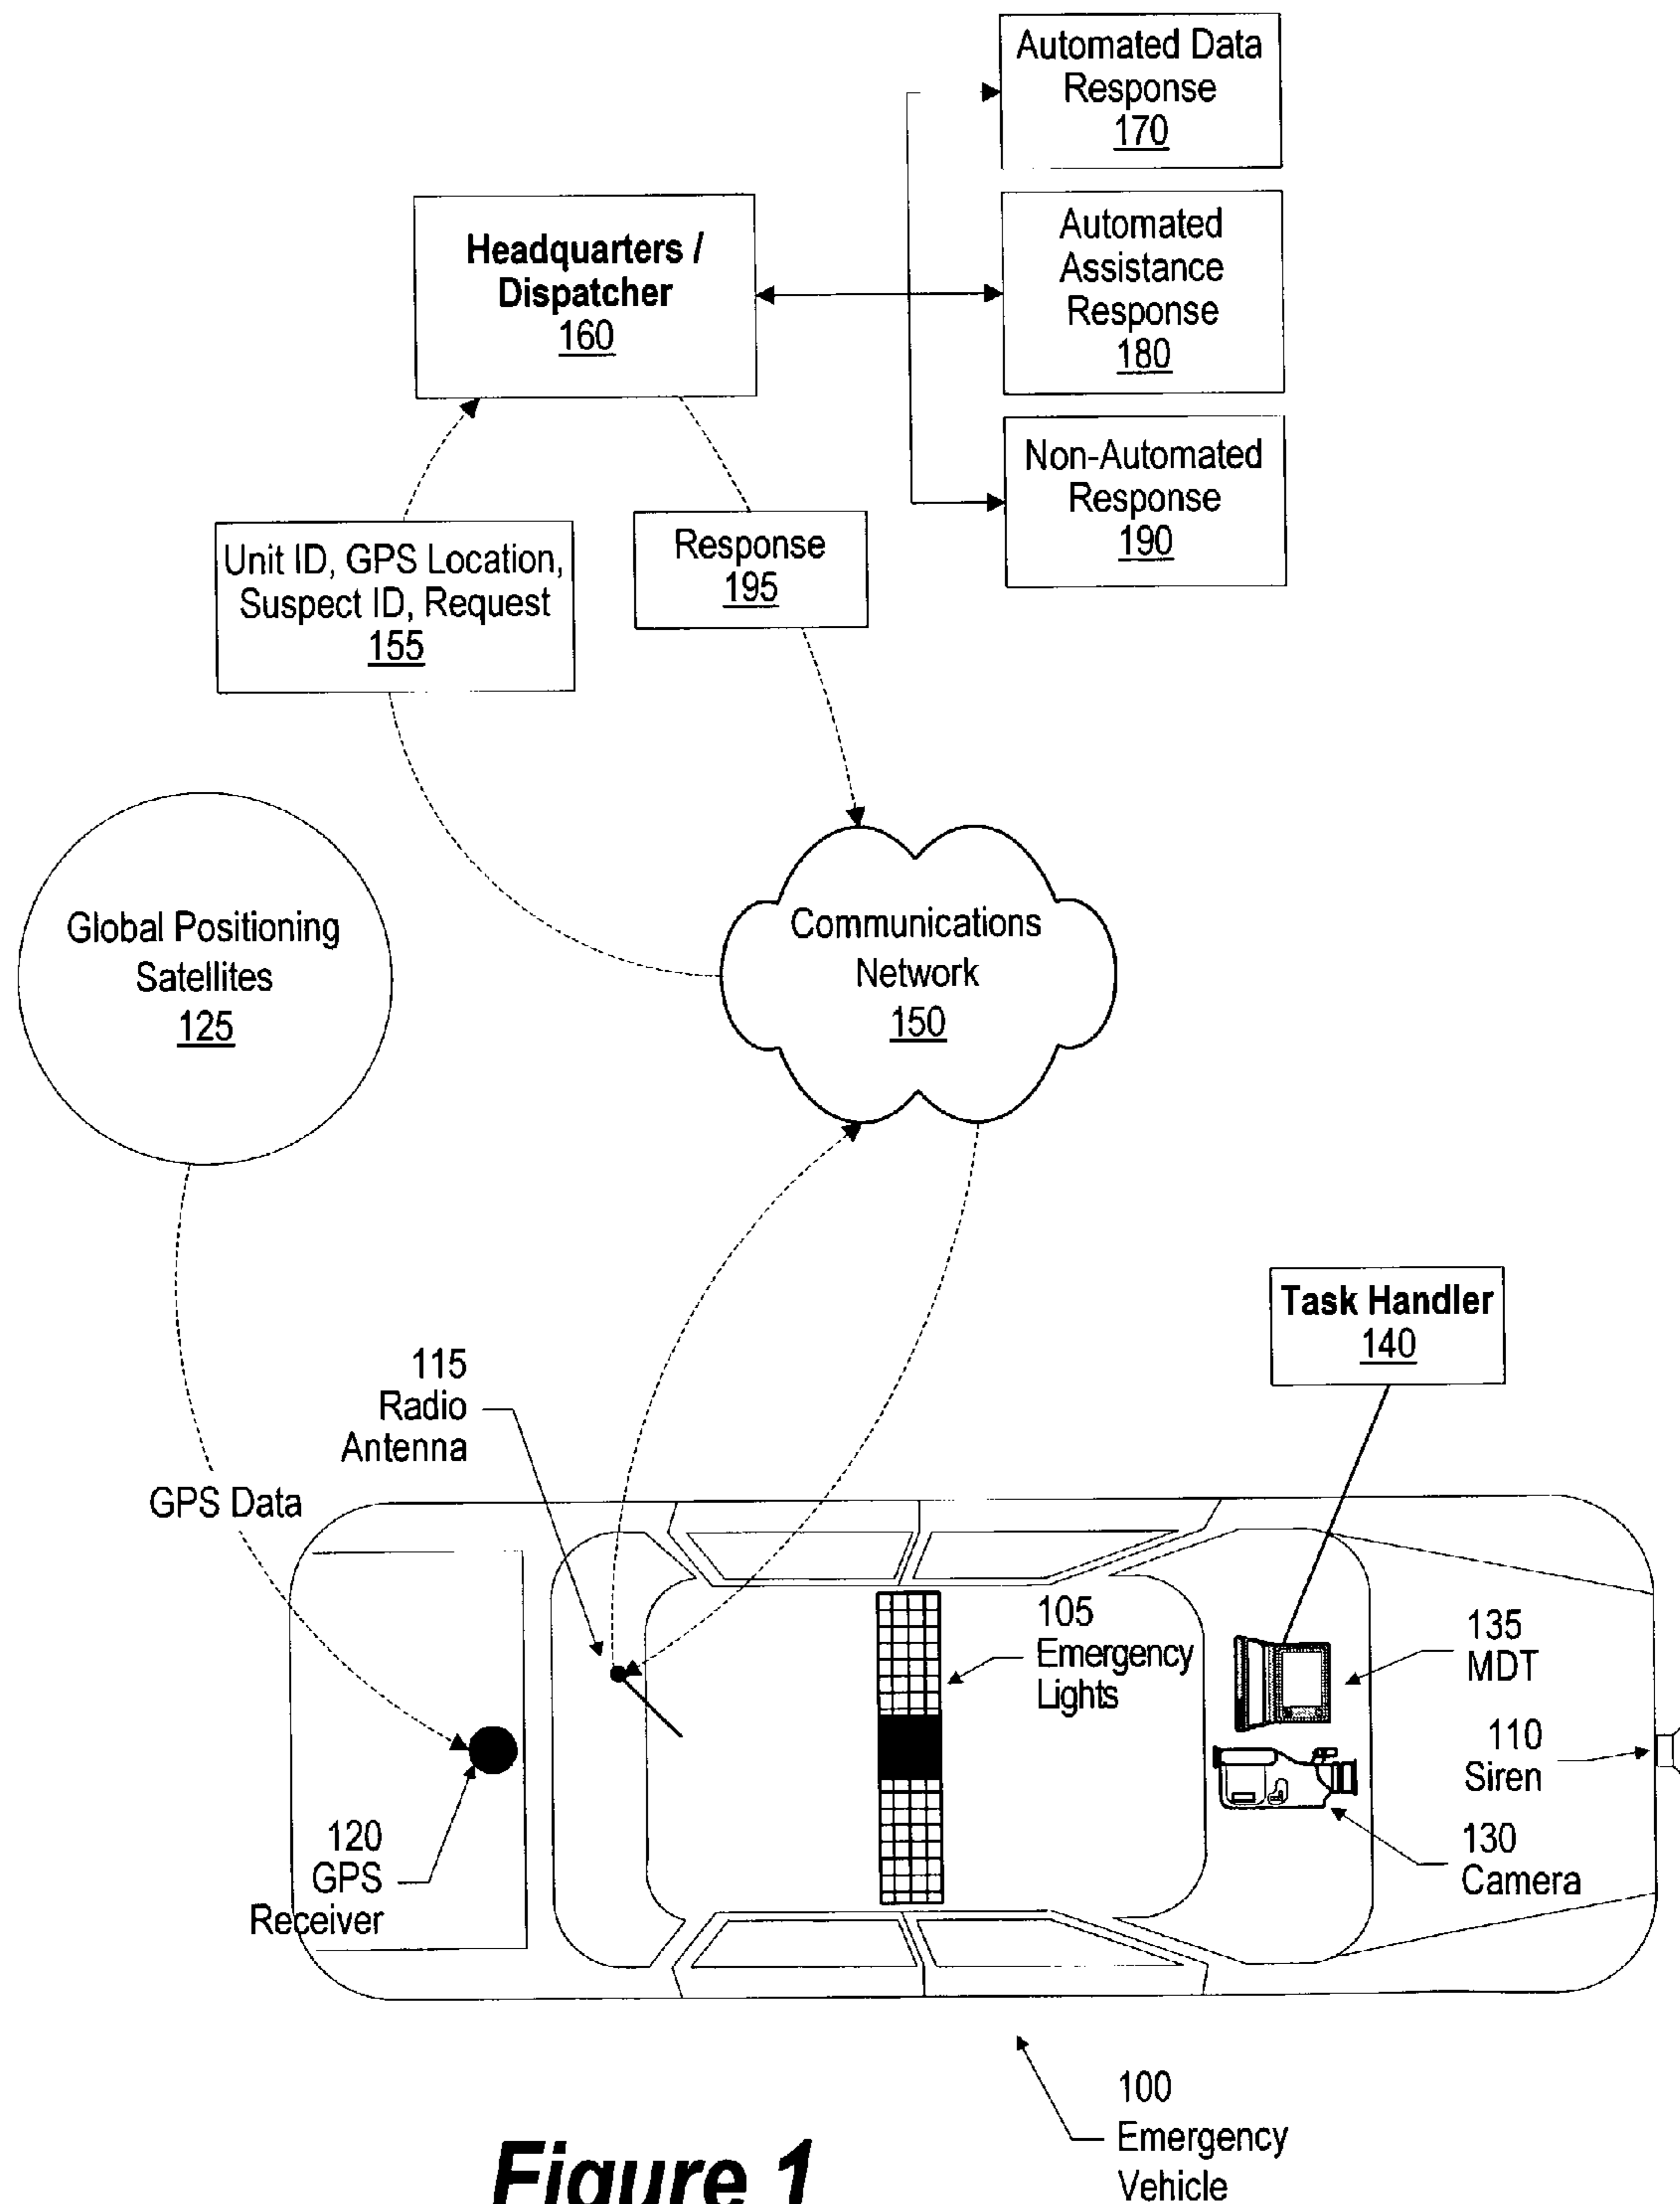 Automated Data
Response
170
Headquarters /
Dispatcher
160
Automated
Assistance
Response
180
Non-Automated
Response
190
Unit ID, GPS Location,
Suspect ID, Request
155
Response
195
Global Positioning
Satellites
125
Communications
Network
150
Task Handler
140
115
Radio
Antenna
GPS Data
105
Emergency
Lights
135
MDT
110
Siren
130
Camera
120
GPS
Receiver
100
Emergency
Vehicle
Figure 1